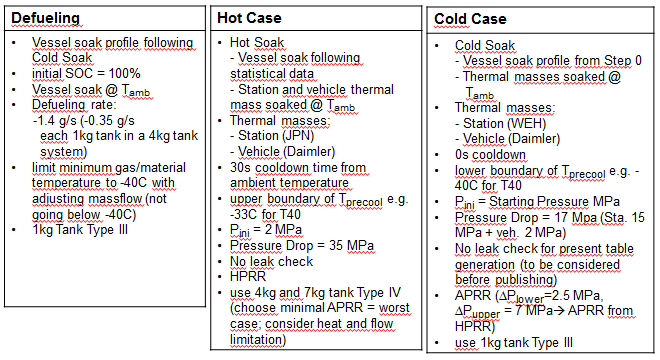 Defueling
• Vessel soak profile following
Cold Soak
• initial SOC = 100%
• Vessel soak @ Tamb
• Defueling rate:
-1.4 g/s (-0.35 g/s
each 1kg tank in a 4kg tank
system)
• limit minimum gas/material
temperature to -40C with
adjusting massflow (not
going below -40C)
• 1kg Tank Type III
Hot Case
• Hot Soak
- Vessel soak following
statistical data
- Station and vehicle thermal
mass soaked @ Tamb
• Thermal masses:
- Station (JPN)
- Vehicle (Daimler)
• 30s cooldown time from
ambient temperature
• upper boundary of Tprecool e.g.
-33C for T40
• Pini = 2 MPa
• Pressure Drop = 35 MPa
• No leak check
• HPRR
• use 4kg and 7kg tank Type IV
(choose minimal APRR = worst
case; consider heat and flow
limitation)
Cold Case
• Cold Soak
- Vessel soak profile from Step 0
- Thermal masses soaked @
Tamb
• Thermal masses:
- Station (WEH)
- Vehicle (Daimler)
• 0s cooldown
• lower boundary of Tprecool e.g. -
40C for T40
• Pini = Starting Pressure MPa
• Pressure Drop = 17 Mpa (Sta. 15
MPa + veh. 2 MPa)
• No leak check for present table
generation (to be considered
before publishing)
• APRR (ΔPlower=2.5 MPa,
ΔPupper = 7 MPa→ APRR from
HPRR)
• use 1kg tank Type III